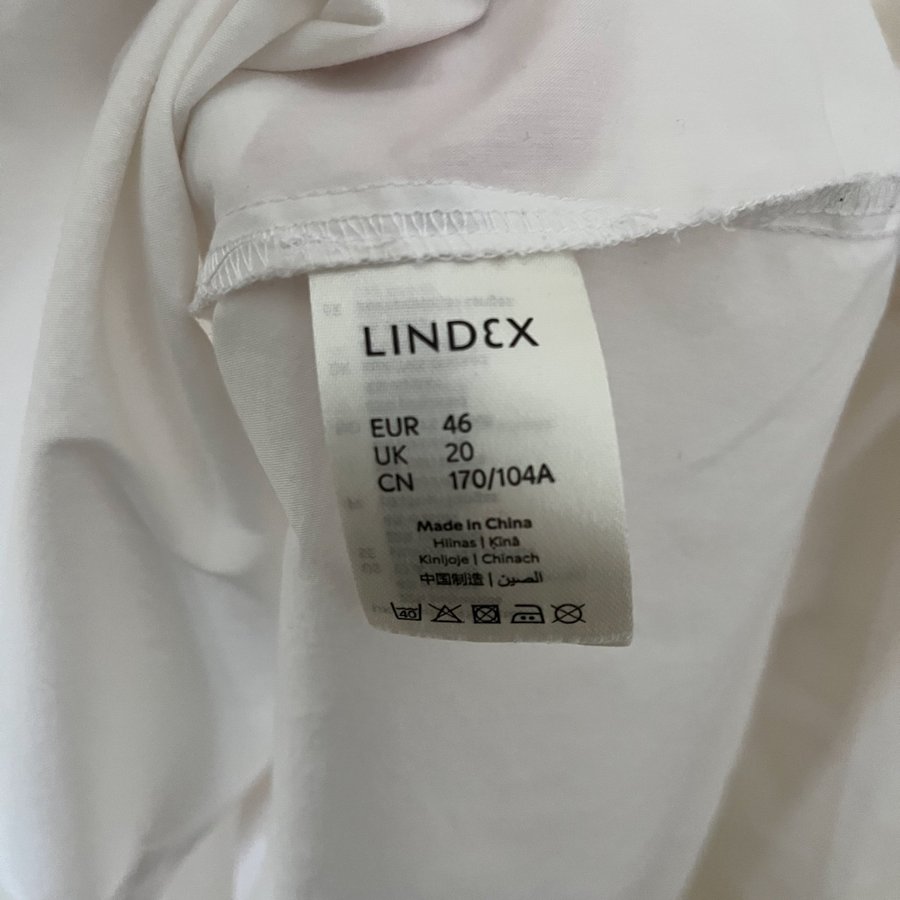 LINDEX
EUR 46
UK 20
CN 170/104A
Made in China
Hiinas | Ķīnā
Kinijoje | Chinach
中国制造 | الصين
40